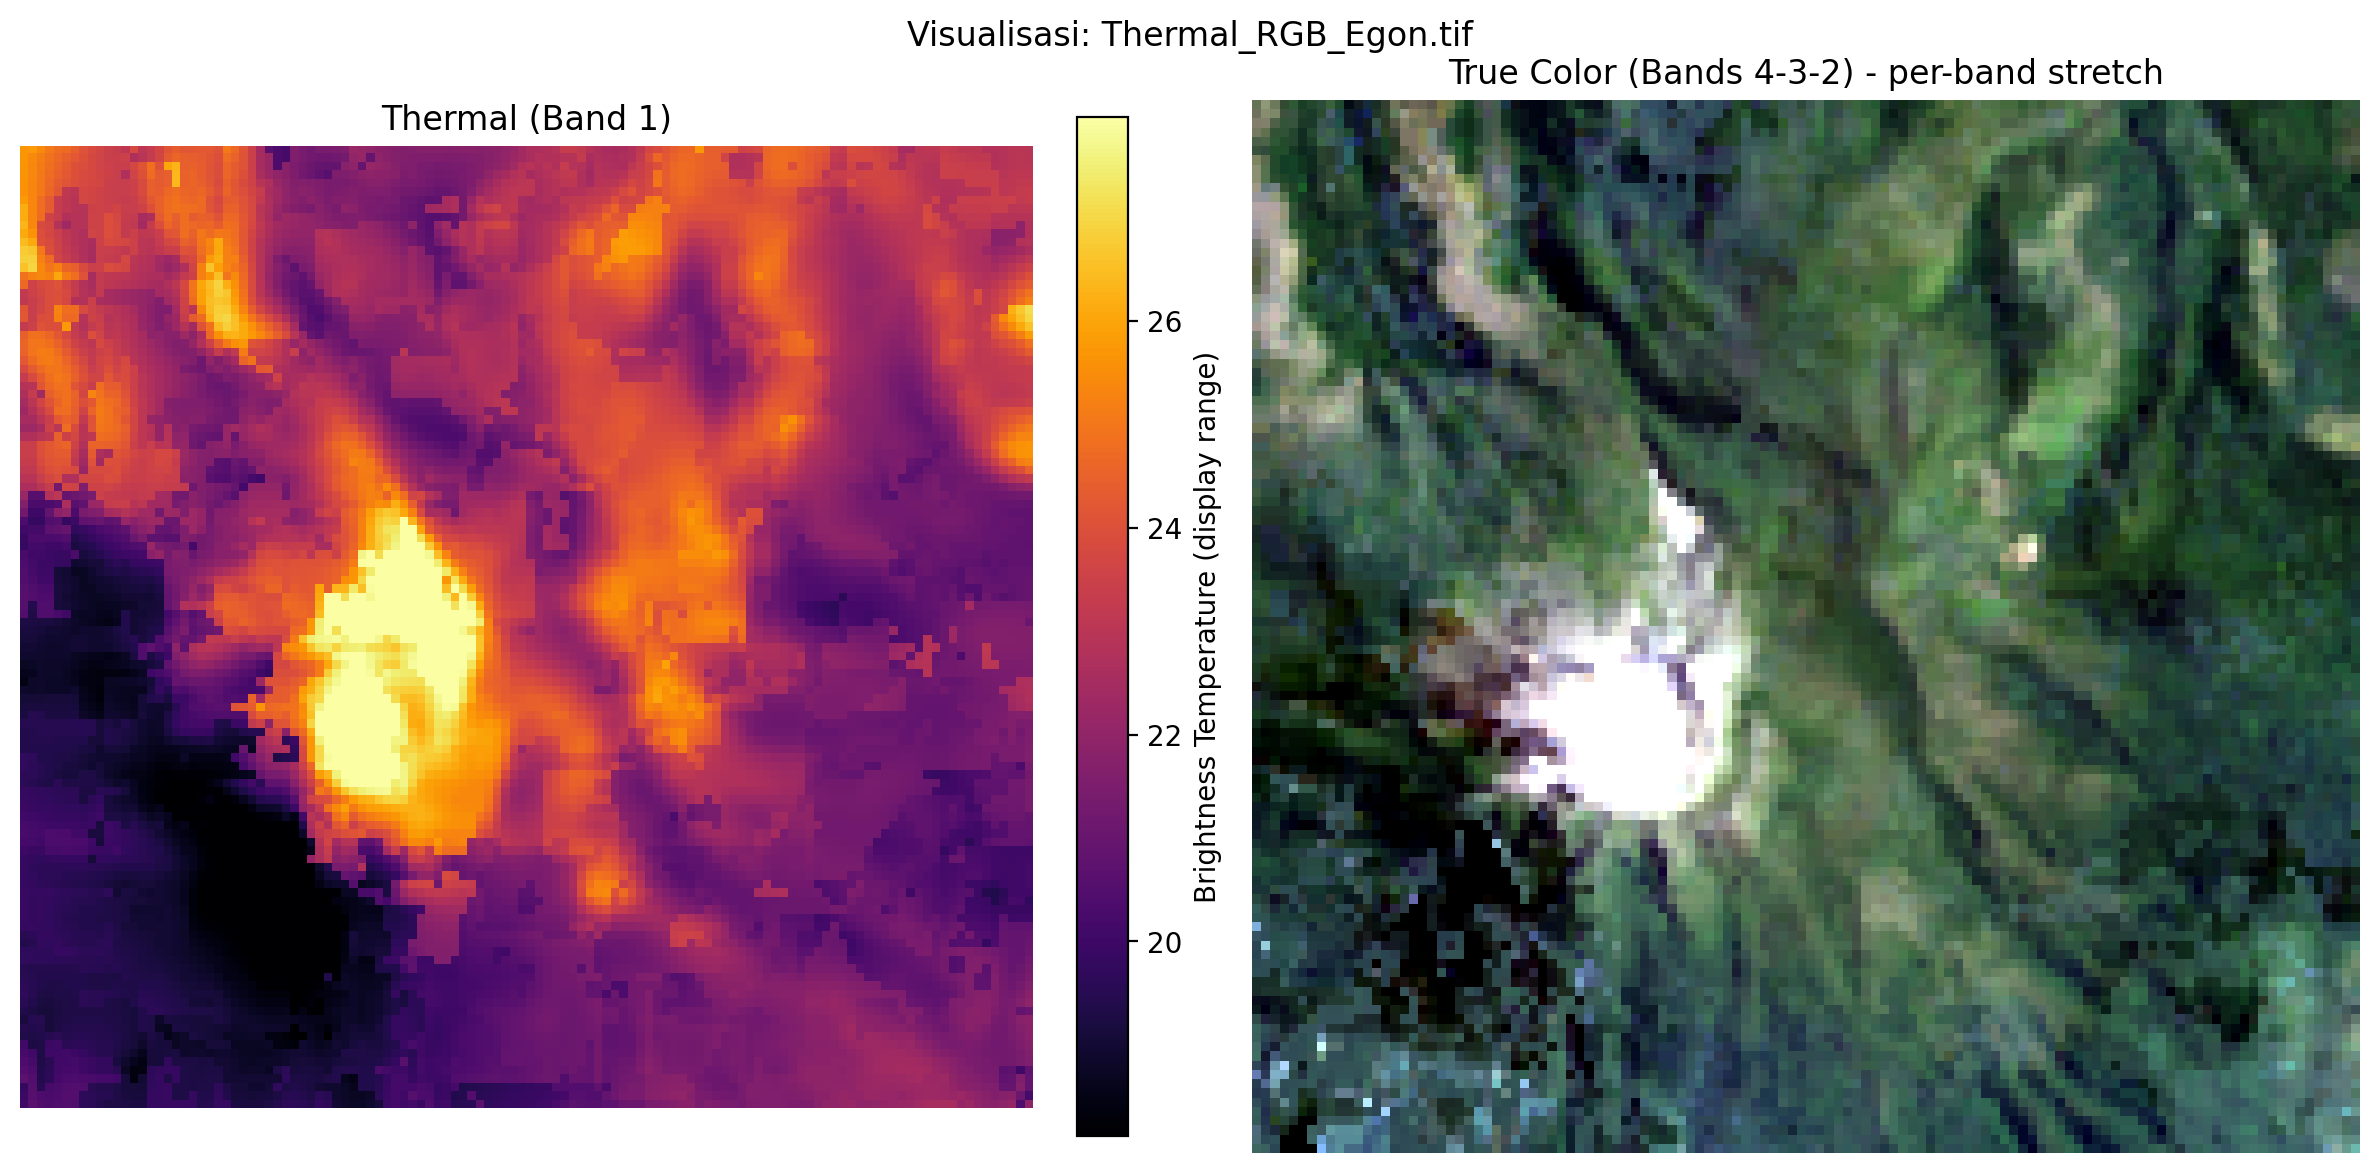 Visualisasi: Thermal_RGB_Egon.tif
Thermal (Band 1)
26
24
22
20
Brightness Temperature (display range)
True Color (Bands 4-3-2) - per-band stretch